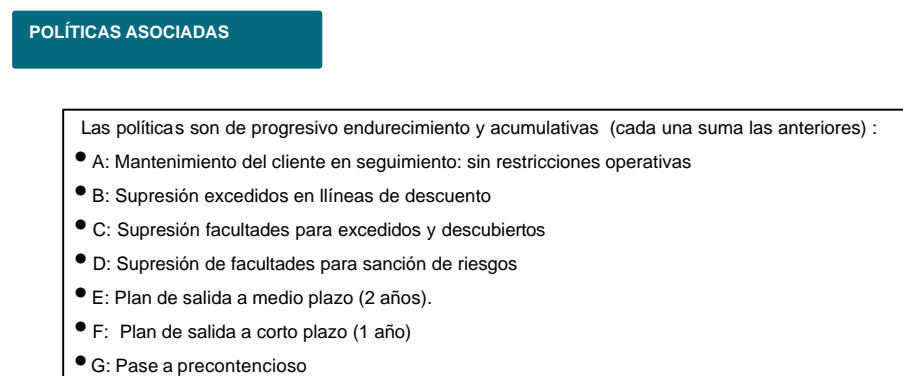 POLÍTICAS ASOCIADAS
Las políticas son de progresivo endurecimiento y acumulativas (cada una suma las anteriores) :
• A: Mantenimiento del cliente en seguimiento: sin restricciones operativas
• B: Supresión excedidos en llíneas de descuento
• C: Supresión facultades para excedidos y descubiertos
• D: Supresión de facultades para sanción de riesgos
• E: Plan de salida a medio plazo (2 años).
• F: Plan de salida a corto plazo (1 año)
• G: Pase a precontencioso